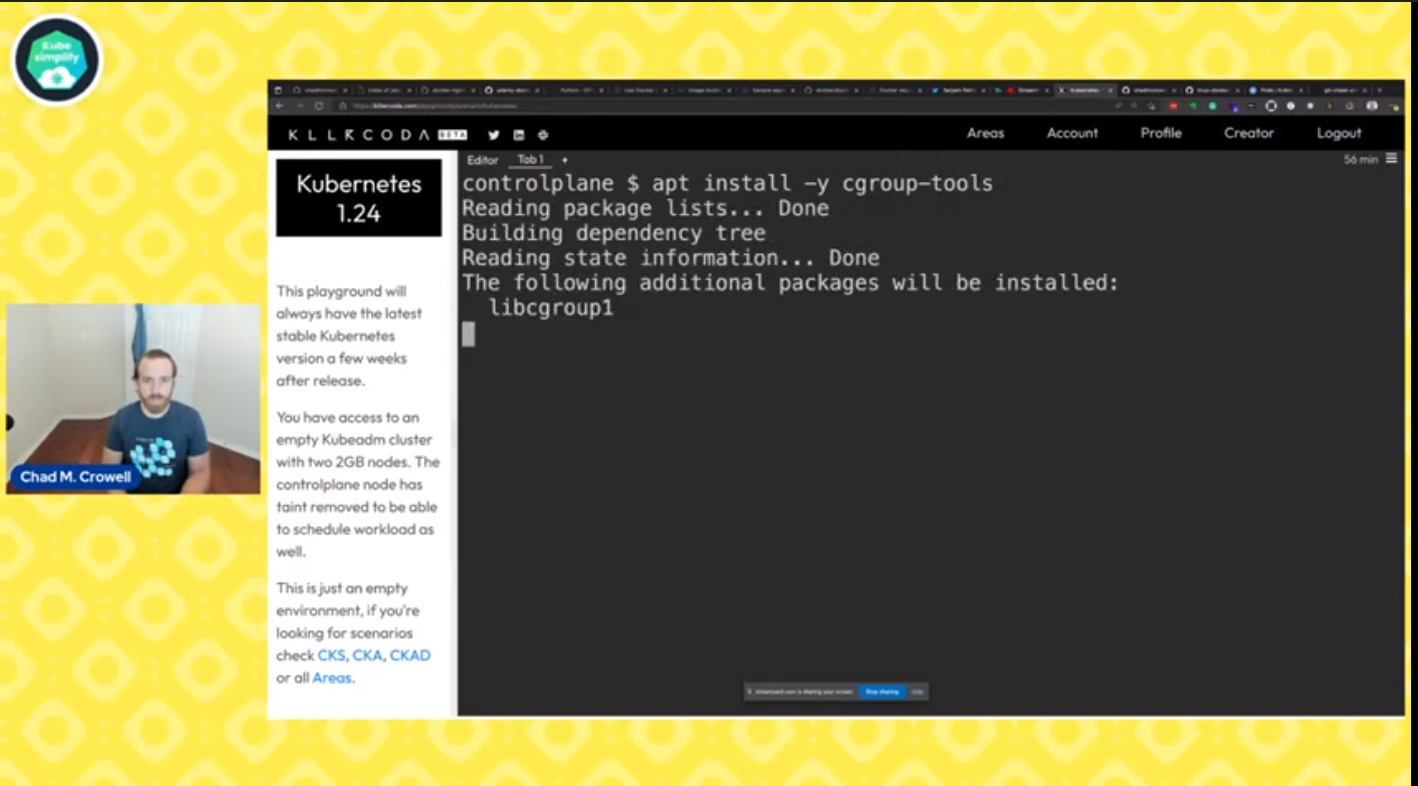 Kube
simplify
KLLRCODA BETA
Areas
Account
Profile
Creator
Logout
Kubernetes
1.24
This playground will
always have the latest
stable Kubernetes
version a few weeks
after release.
You have access to an
empty Kubeadm cluster
with two 2GB nodes. The
controlplane node has
taint removed to be able
to schedule workload as
well.
This is just an empty
environment, if you're
looking for scenarios
check CKS, CKA, CKAD
or all Areas.
Editor Tab 1 +
56 min
controlplane $ apt install -y cgroup-tools
Reading package lists... Done
Building dependency tree
Reading state information... Done
The following additional packages will be installed:
libcgroup1
Chad M. Crowell
is sharing your screen.
Stop sharing
Hide